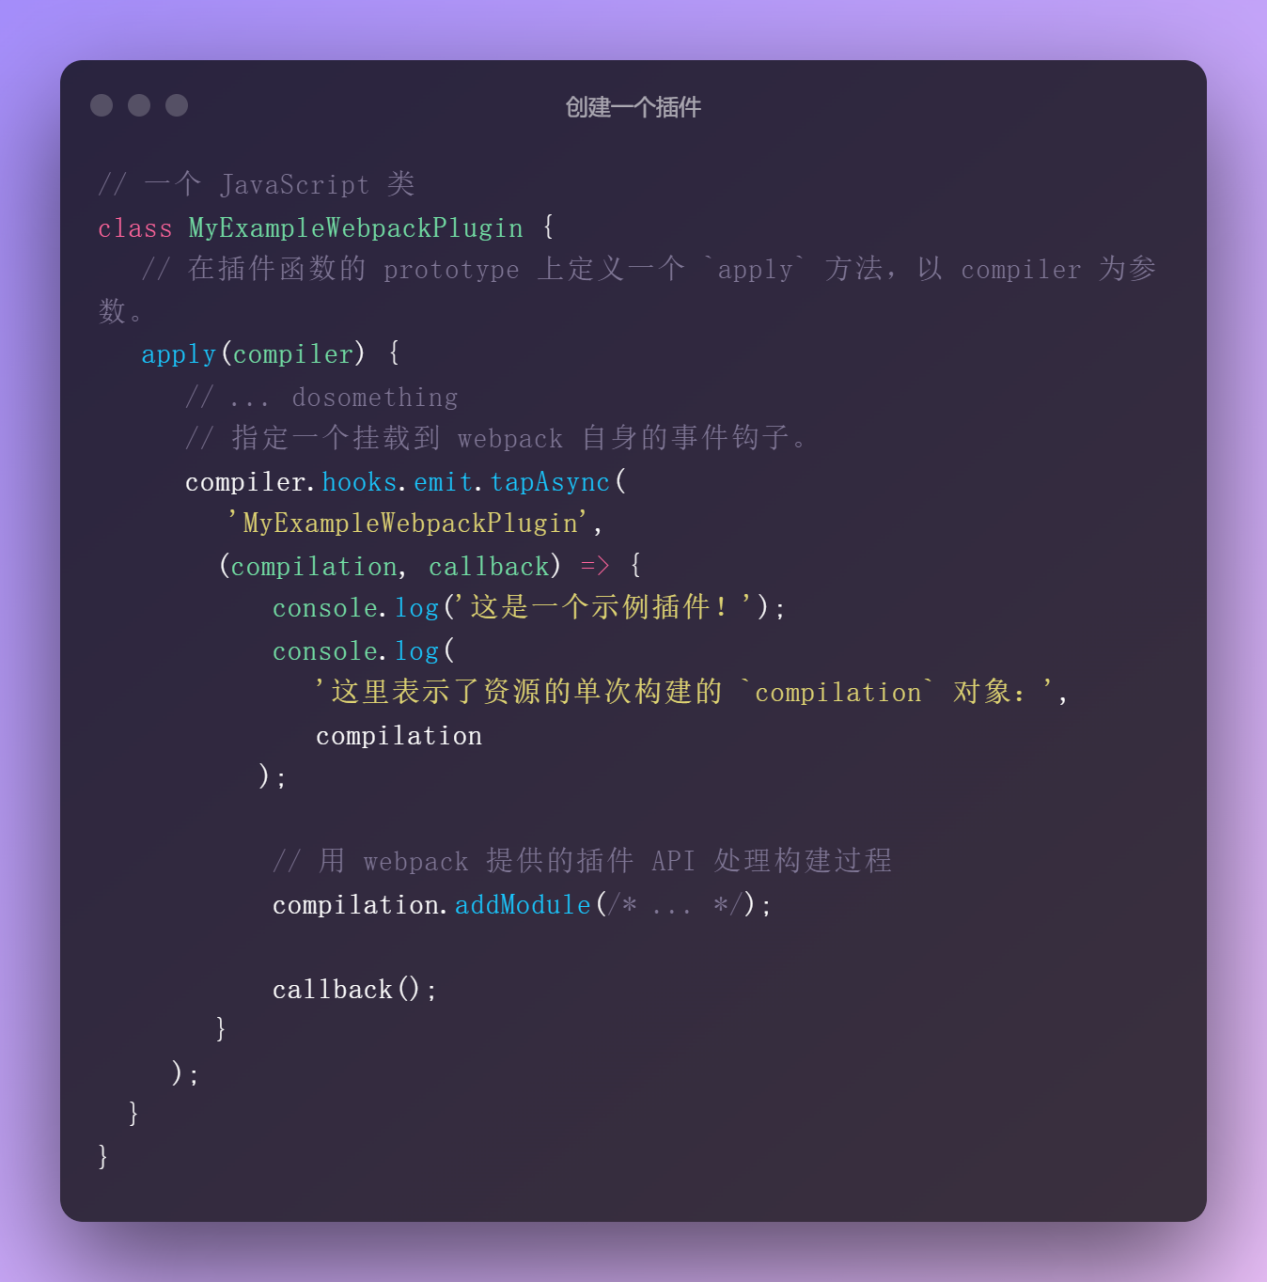 创建一个插件
// 一个 JavaScript 类
class MyExampleWebpackPlugin {
// 在插件函数的 prototype 上定义一个 `apply` 方法，以 compiler 为参
数。
apply(compiler) {
// ... dosomething
// 指定一个挂载到 webpack 自身的事件钩子。
compiler.hooks.emit.tapAsync(
'MyExampleWebpackPlugin',
(compilation, callback) => {
console.log('这是一个示例插件！');
console.log(
'这里表示了资源的单次构建的 `compilation` 对象：',
compilation
);
// 用 webpack 提供的插件 API 处理构建过程
compilation.addModule(/* ... */);
callback();
}
);
}
}